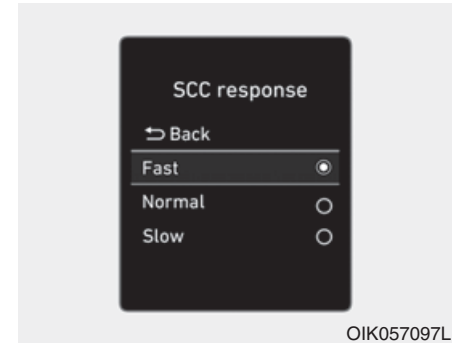 SCC response
Back
Fast
Normal
Slow
OIK057097L